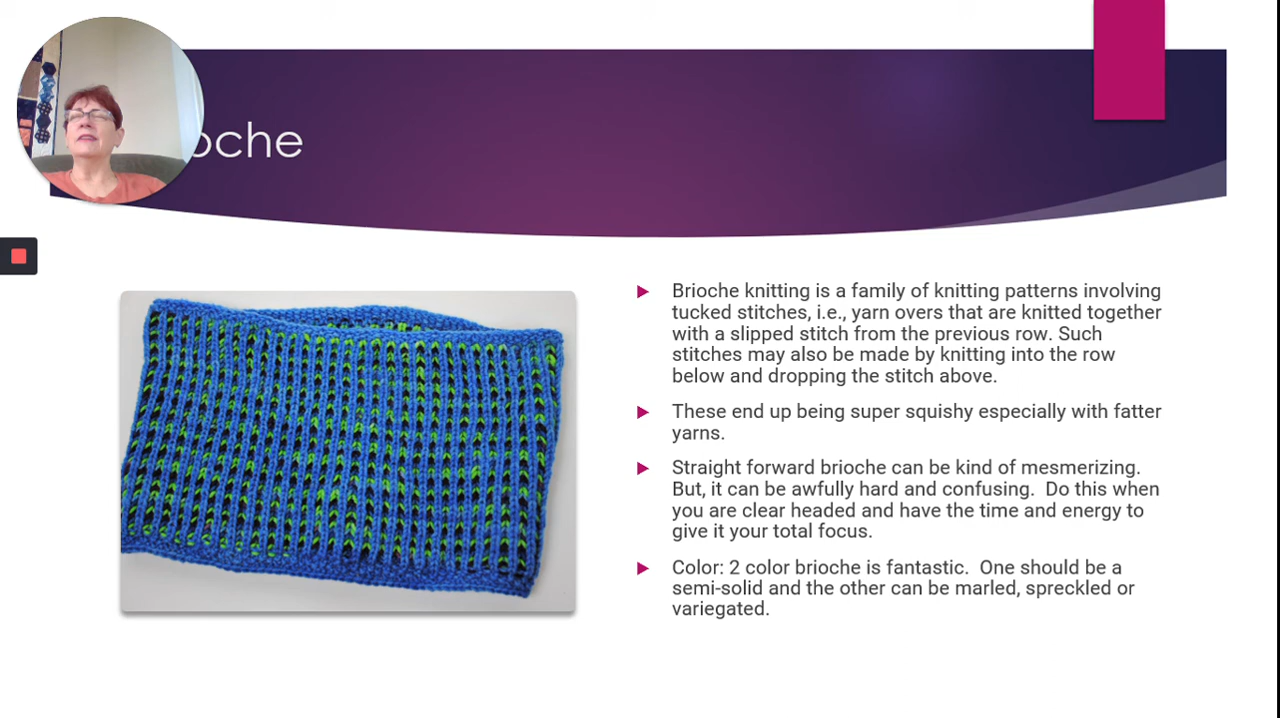 oche
Brioche knitting is a family of knitting patterns involving
tucked stitches, i.e., yarn overs that are knitted together
with a slipped stitch from the previous row. Such
stitches may also be made by knitting into the row
below and dropping the stitch above.
These end up being super squishy especially with fatter
yarns.
Straight forward brioche can be kind of mesmerizing.
But, it can be awfully hard and confusing.  Do this when
you are clear headed and have the time and energy to
give it your total focus.
Color: 2 color brioche is fantastic.  One should be a
semi-solid and the other can be marled, spreckled or
variegated.